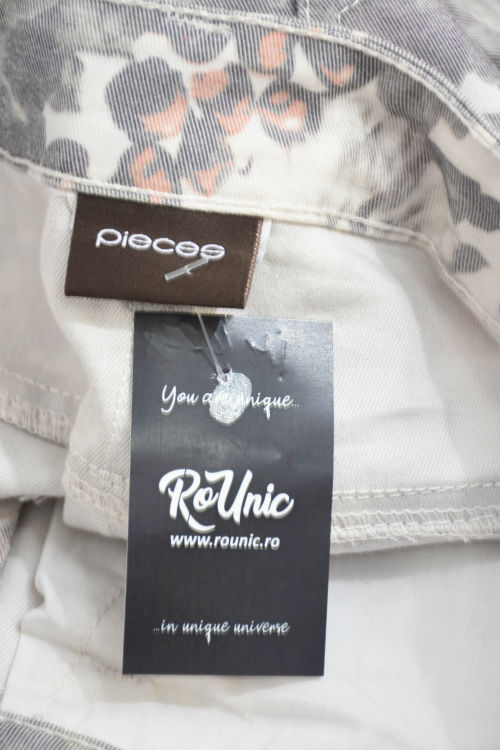 pieces
You are unique...
RoUnic
www.rounic.ro
...in unique universe